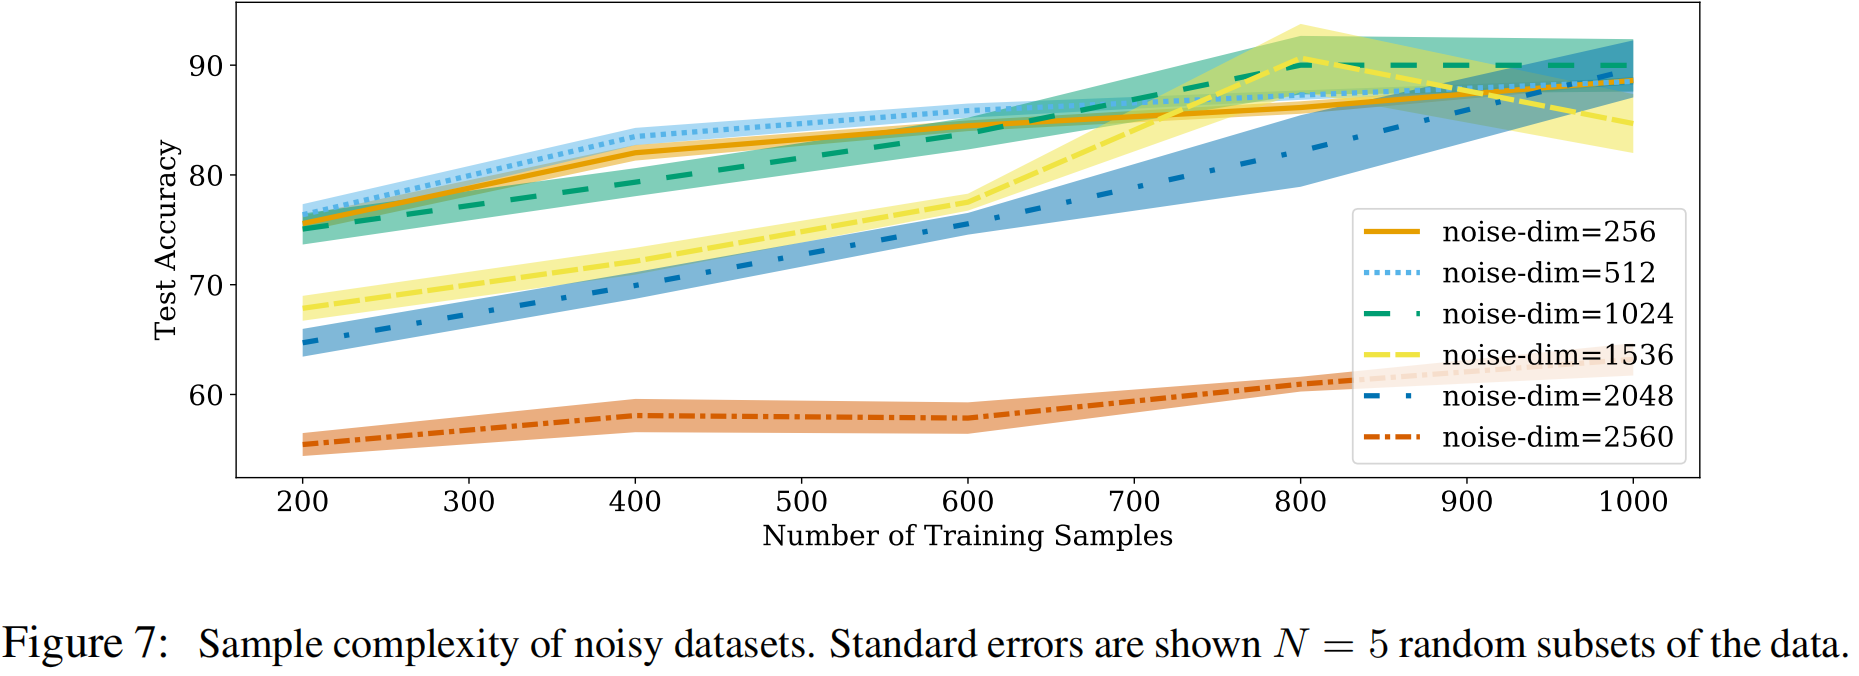 90
80
70
60
Test Accuracy
noise-dim=256
noise-dim=512
noise-dim=1024
noise-dim=1536
noise-dim=2048
noise-dim=2560
200 300 400 500 600 700 800 900 1000
Number of Training Samples
Figure 7: Sample complexity of noisy datasets. Standard errors are shown N = 5 random subsets of the data.